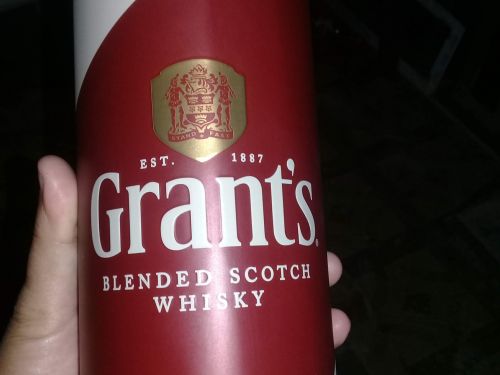 STAND FAST
EST. 1887
Grant's
BLENDED SCOTCH
WHISKY